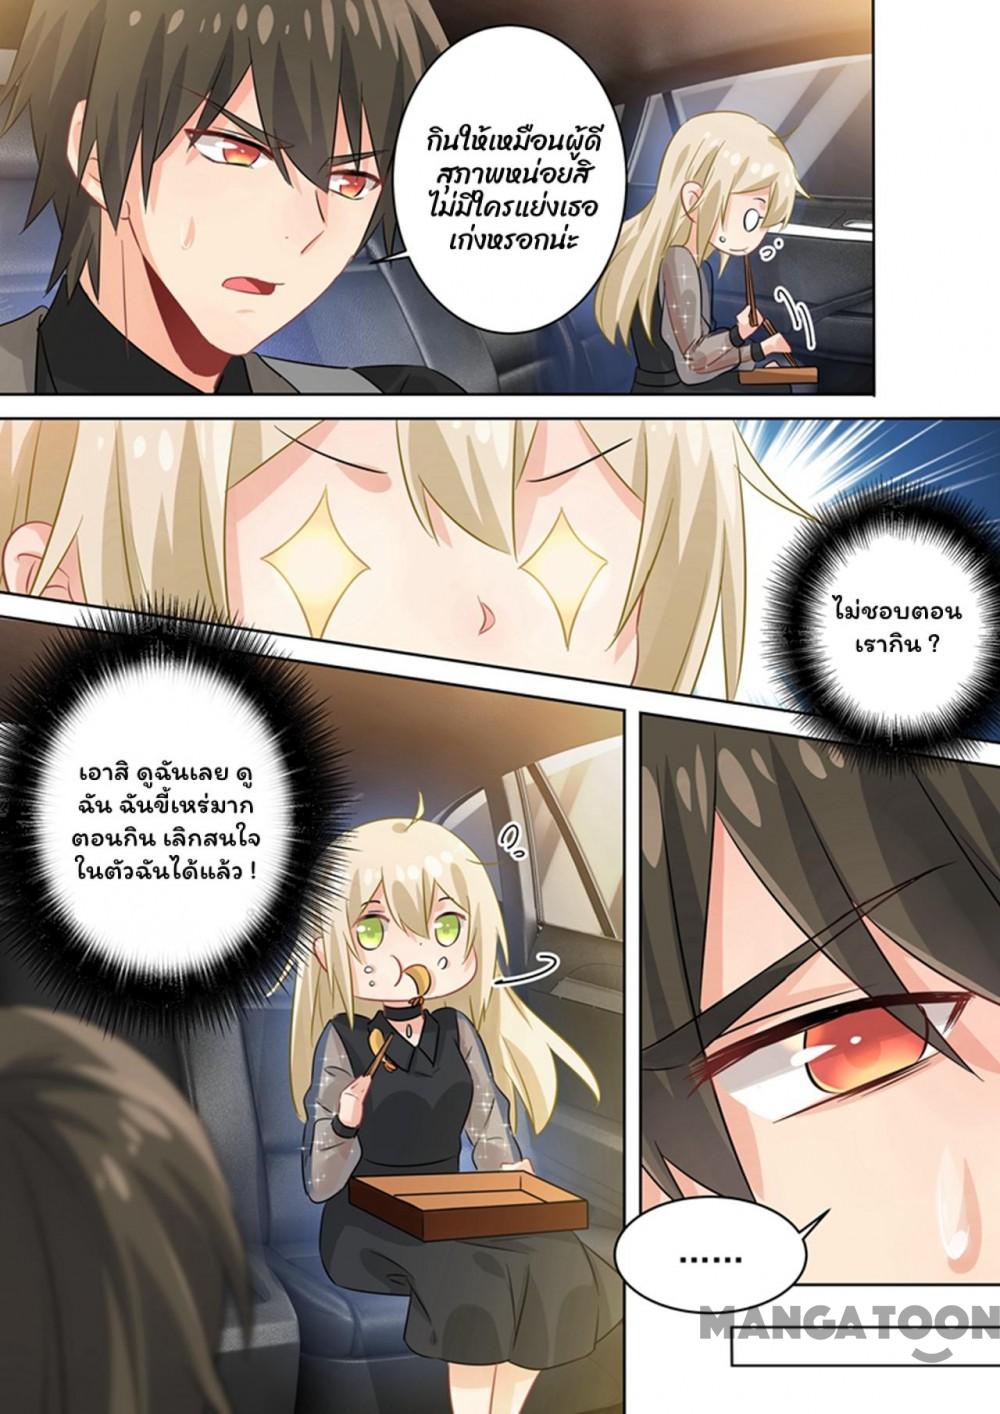 กินให้เหมือนผู้ดี
สุภาพหน่อยสิ
ไม่มีใครแย่งเธอ
เก่งหรอกน่ะ
ไม่ชอบตอน
เรากิน ?
เอาสิ ดูฉันเลย ดู
ฉัน ฉันขี้เหร่มาก
ตอนกิน เลิกสนใจ
ในตัวฉันได้แล้ว !
......
MANGATOON